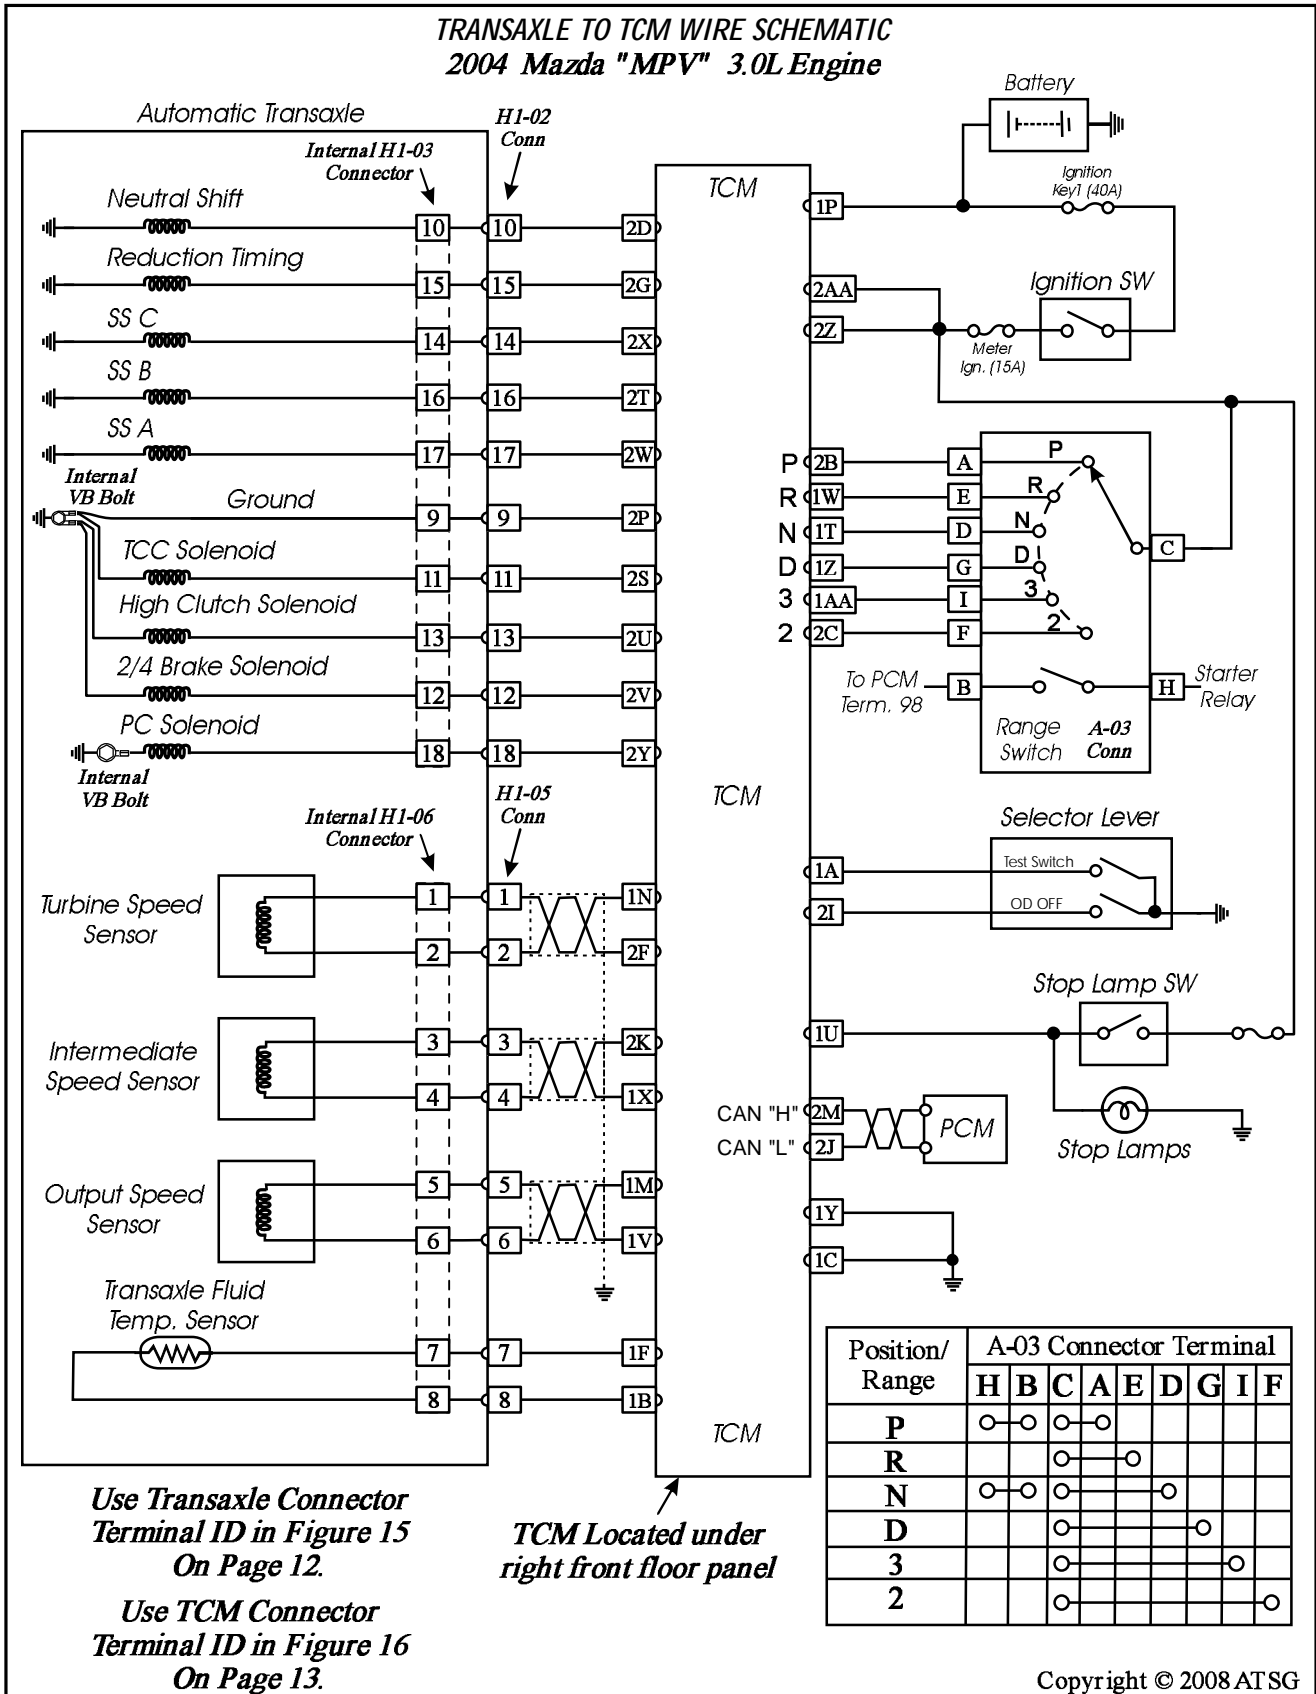 TRANSAXLE TO TCM WIRE SCHEMATIC
2004 Mazda "MPV" 3.0L Engine
Automatic Transaxle
Internal H1-03
Connector
H1-02
Conn
Neutral Shift
10 10 2D
Reduction Timing
15 15 2G
SS C
14 14 2X
SS B
16 16 2T
SS A
17 17 2W
Internal
VB Bolt
Ground
9 9 2P
TCC Solenoid
11 11 2S
High Clutch Solenoid
13 13 2U
2/4 Brake Solenoid
12 12 2V
PC Solenoid
18 18 2Y
Internal
VB Bolt
Internal H1-06
Connector
H1-05
Conn
Turbine Speed
Sensor
1 1 1N
2 2 2F
Intermediate
Speed Sensor
3 3 2K
4 4 1X
Output Speed
Sensor
5 5 1M
6 6 1V
Transaxle Fluid
Temp. Sensor
7 7 1F
8 8 1B
TCM
TCM
TCM
Battery
Ignition
Key1 (40A)
1P
2AA
Ignition SW
2Z
Meter
Ign. (15A)
P 2B A P
R 1W E R
N 1T D N
D 1Z G D
3 1AA I 3
2 2C F 2
C
To PCM
Term. 98
B
H
Starter
Relay
Range
Switch
A-03
Conn
Selector Lever
1A Test Switch
2I OD OFF
Stop Lamp SW
1U
Stop Lamps
CAN "H" 2M
CAN "L" 2J
PCM
1Y
1C
Position/
Range
A-03 Connector Terminal
H B C A E D G I F
P
R
N
D
3
2
Use Transaxle Connector
Terminal ID in Figure 15
On Page 12.
Use TCM Connector
Terminal ID in Figure 16
On Page 13.
TCM Located under
right front floor panel
Copyright © 2008 ATSG